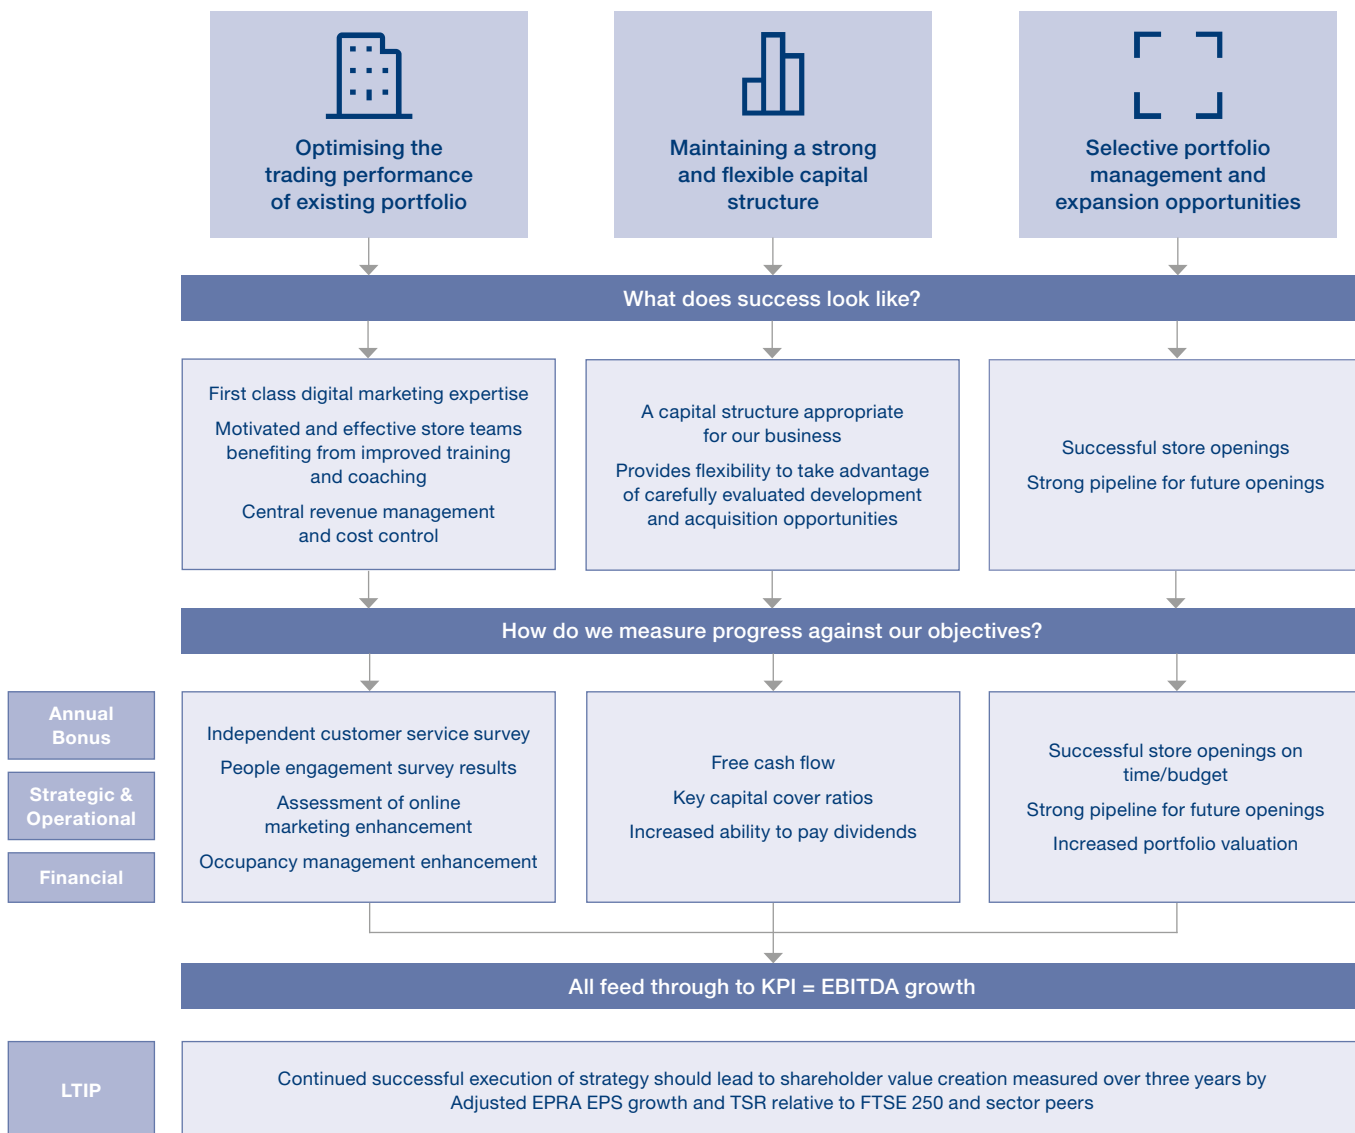 Optimising the
trading performance
of existing portfolio
Maintaining a strong
and flexible capital
structure
Selective portfolio
management and
expansion opportunities
What does success look like?
First class digital marketing expertise
Motivated and effective store teams
benefiting from improved training
and coaching
Central revenue management
and cost control
A capital structure appropriate
for our business
Provides flexibility to take advantage
of carefully evaluated development
and acquisition opportunities
Successful store openings
Strong pipeline for future openings
How do we measure progress against our objectives?
Annual
Bonus
Strategic &
Operational
Financial
Independent customer service survey
People engagement survey results
Assessment of online
marketing enhancement
Occupancy management enhancement
Free cash flow
Key capital cover ratios
Increased ability to pay dividends
Successful store openings on
time/budget
Strong pipeline for future openings
Increased portfolio valuation
All feed through to KPI = EBITDA growth
LTIP
Continued successful execution of strategy should lead to shareholder value creation measured over three years by
Adjusted EPRA EPS growth and TSR relative to FTSE 250 and sector peers